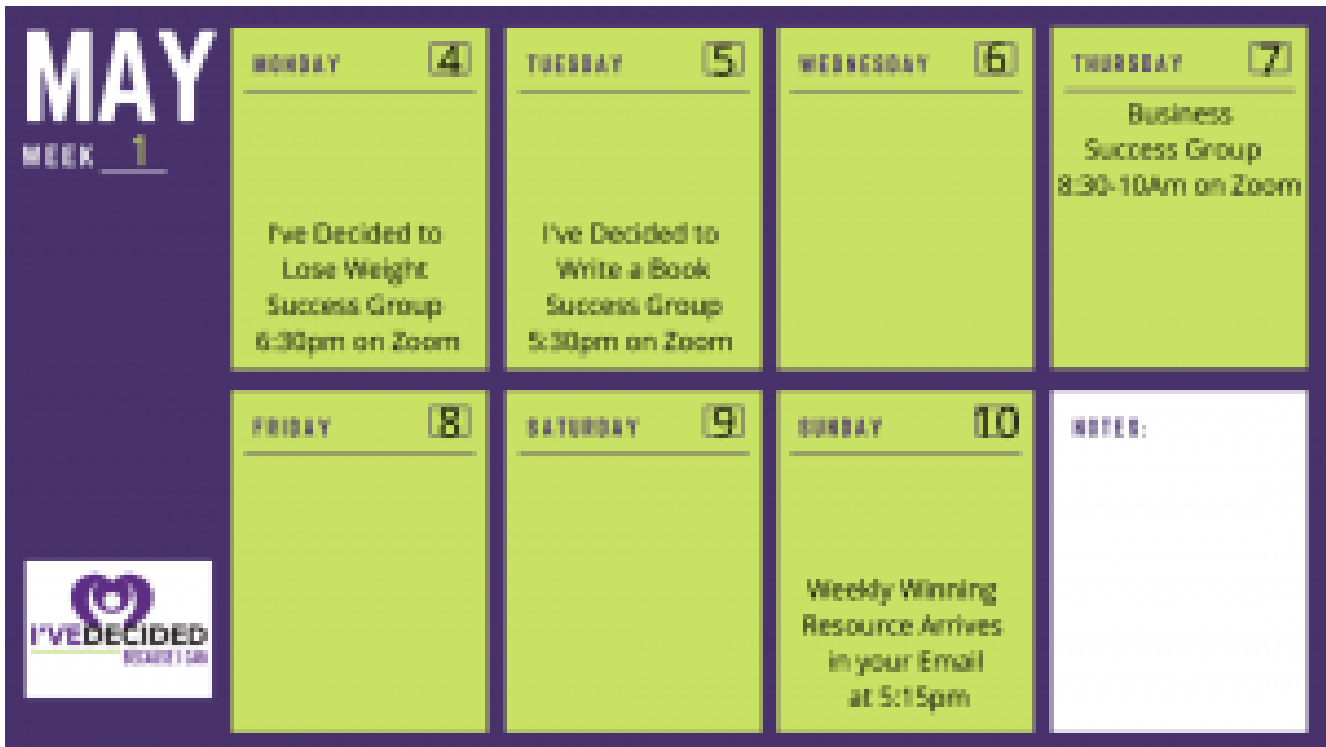 MAY
WEEK 1
MONDAY 4
I've Decided to
Lose Weight
Success Group
6:30pm on Zoom
TUESDAY 5
I've Decided to
Write a Book
Success Group
5:30pm on Zoom
WEDNESDAY 6
THURSDAY 7
Business
Success Group
8:30-10Am on Zoom
FRIDAY 8
SATURDAY 9
SUNDAY 10
Weekly Winning
Resource Arrives
in your Email
at 5:15pm
NOTES:
I'VEDECIDED
BECAUSE I CAN